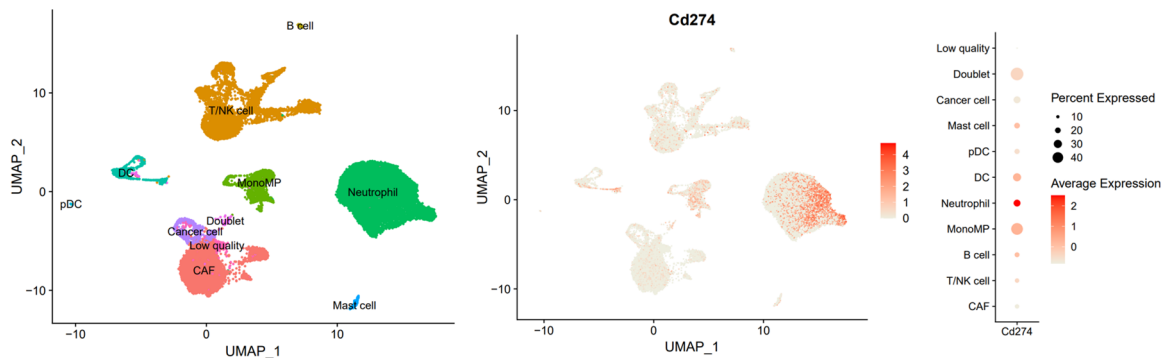 B cell
10
T/NK cell
DC
MonoMP
UMAP_2
0
Neutrophil
pDC
Doublet
Cancer cell
Low quality
CAF
−10
Mast cell
−10
0
10
UMAP_1
Cd274
10
UMAP_2
0
−10
−10
0
10
UMAP_1
4
3
2
1
0
Low quality
Doublet
Cancer cell
Mast cell
pDC
DC
Neutrophil
MonoMP
B cell
T/NK cell
CAF
Cd274
Percent Expressed
10
20
30
40
Average Expression
2
1
0